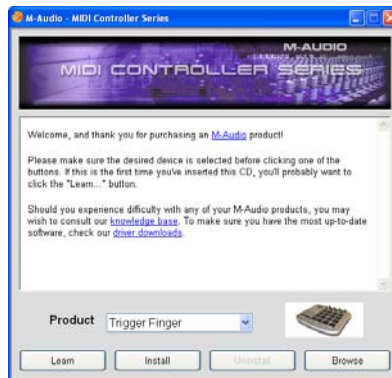 M-Audio - MIDI Controller Series
M-AUDIO
MIDI CONTROLLER SERIES
Welcome, and thank you for purchasing an M-Audio product!
Please make sure the desired device is selected before clicking one of the
buttons. If this is the first time you've inserted this CD, you'll probably want to
click the "Learn..." button.
Should you experience difficulty with any of your M-Audio products, you may
wish to consult our knowledge base. To make sure you have the most up-to-date
software, check our driver downloads.
Product Trigger Finger
Learn Install Uninstall Browse